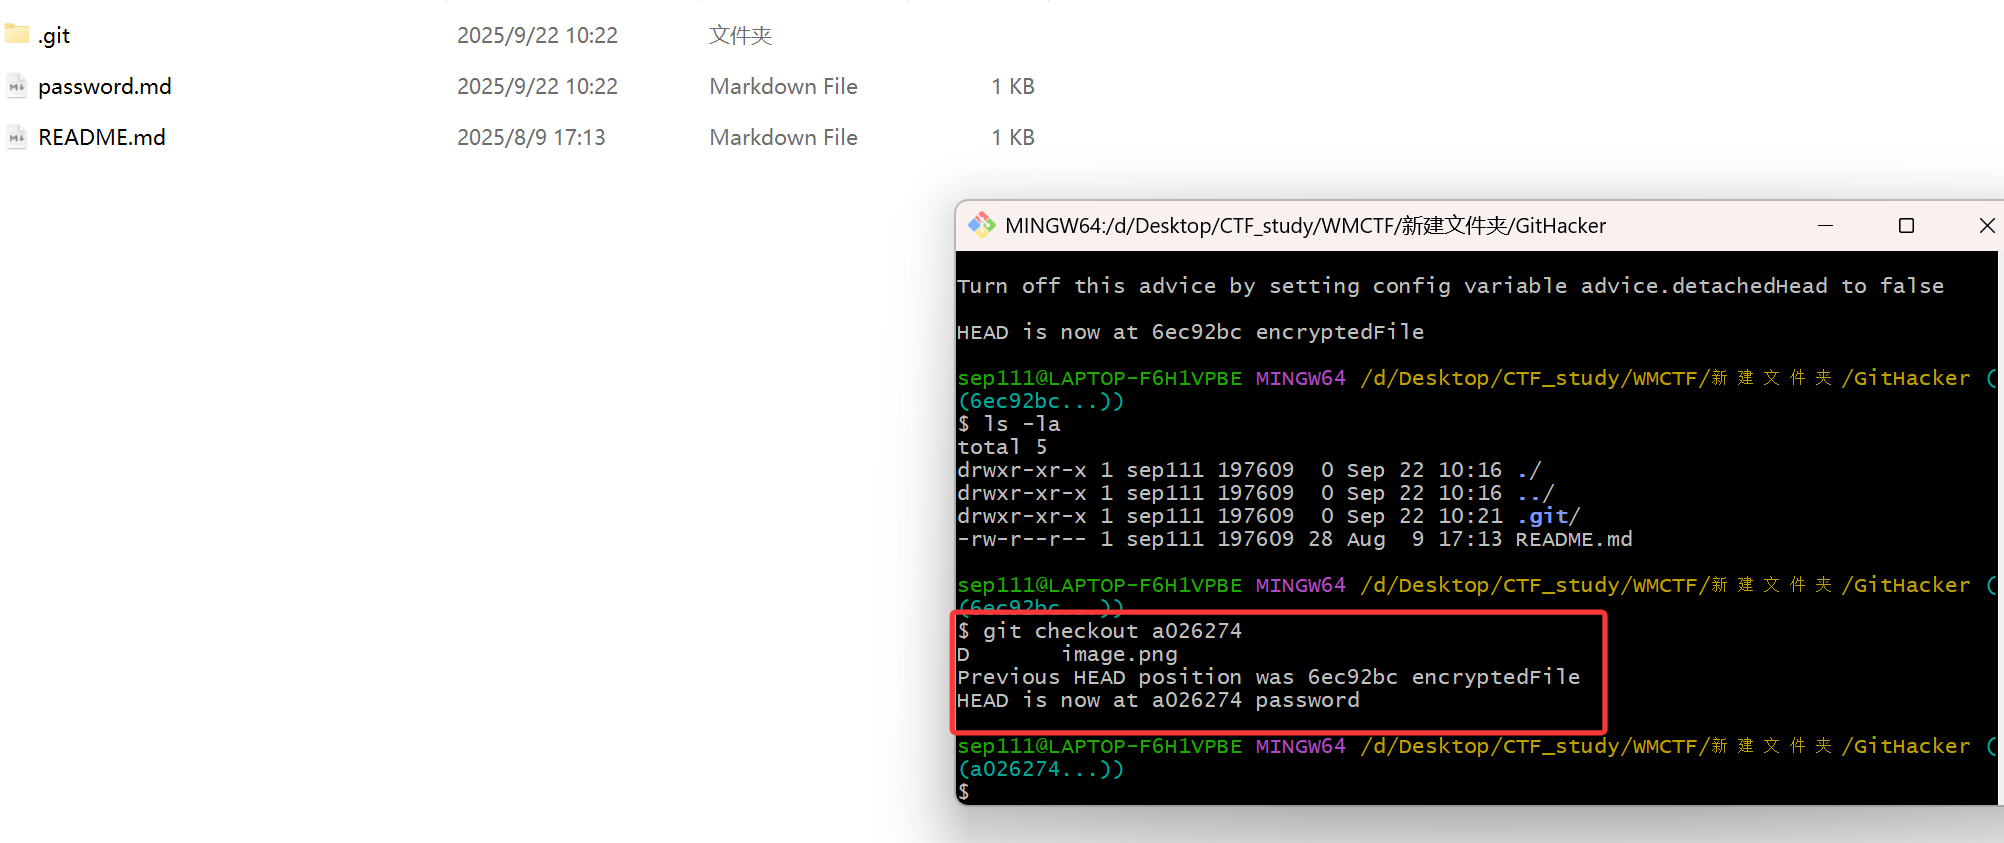 .git 2025/9/22 10:22 文件夹
password.md 2025/9/22 10:22 Markdown File 1 KB
README.md 2025/8/9 17:13 Markdown File 1 KB
MINGW64:/d/Desktop/CTF_study/WMCTF/新建文件夹/GitHacker
Turn off this advice by setting config variable advice.detachedHead to false
HEAD is now at 6ec92bc encryptedFile
sep111@LAPTOP-F6H1VPBE MINGW64 /d/Desktop/CTF_study/WMCTF/新建文件夹/GitHacker (
(6ec92bc...))
$ ls -la
total 5
drwxr-xr-x 1 sep111 197609  0 Sep 22 10:16 ./
drwxr-xr-x 1 sep111 197609  0 Sep 22 10:16 ../
drwxr-xr-x 1 sep111 197609  0 Sep 22 10:21 .git/
-rw-r--r-- 1 sep111 197609 28 Aug  9 17:13 README.md
sep111@LAPTOP-F6H1VPBE MINGW64 /d/Desktop/CTF_study/WMCTF/新建文件夹/GitHacker (
(6ec92bc...))
$ git checkout a026274
D       image.png
Previous HEAD position was 6ec92bc encryptedFile
HEAD is now at a026274 password
sep111@LAPTOP-F6H1VPBE MINGW64 /d/Desktop/CTF_study/WMCTF/新建文件夹/GitHacker (
(a026274...))
$